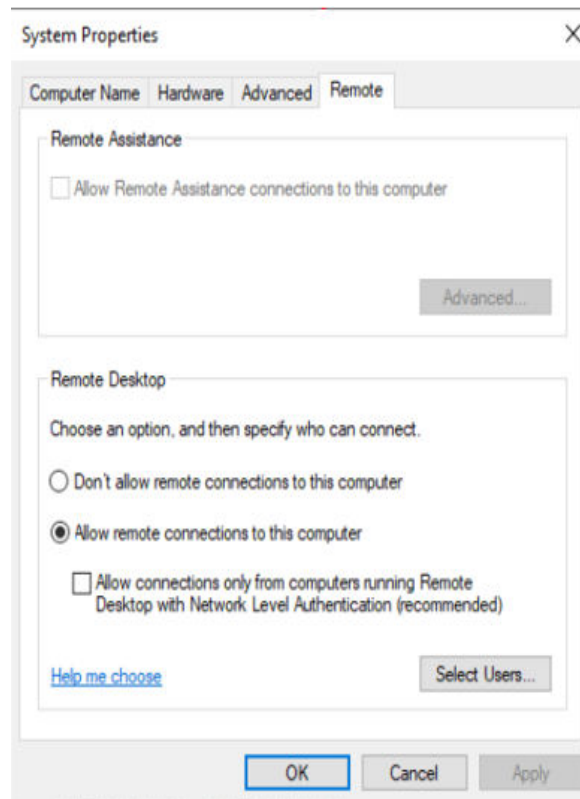 System Properties
Computer Name
Hardware
Advanced
Remote
Remote Assistance
Allow Remote Assistance connections to this computer
Advanced...
Remote Desktop
Choose an option, and then specify who can connect.
Don't allow remote connections to this computer
Allow remote connections to this computer
Allow connections only from computers running Remote
Desktop with Network Level Authentication (recommended)
Help me choose
Select Users...
OK
Cancel
Apply